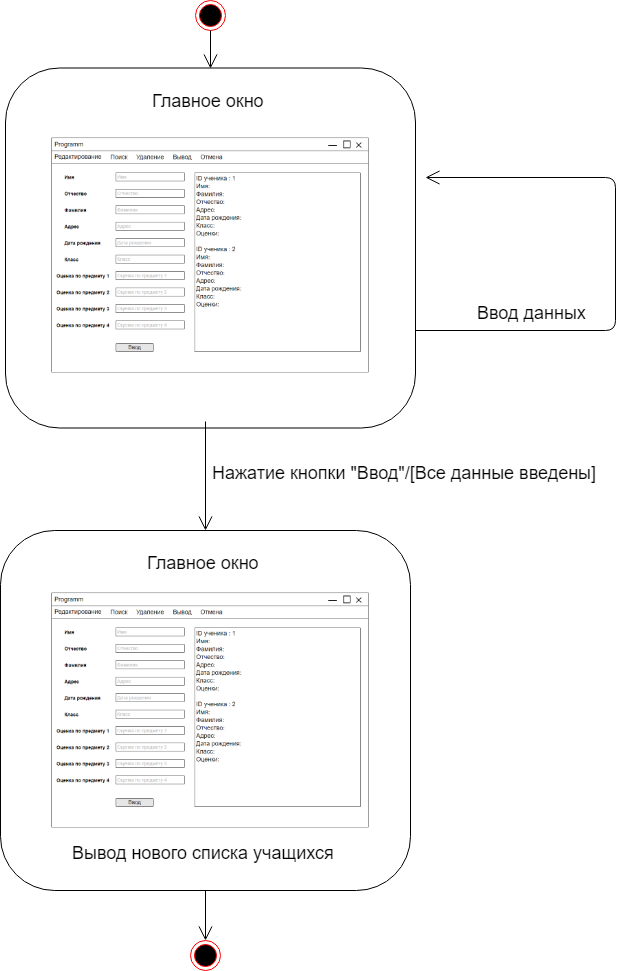 Главное окно
Programm
Редактирование Поиск Удаление Вывод Отмена
Имя Имя
Отчество Отчество
Фамилия Фамилия
Адрес Адрес
Дата рождения Дата рождения
Класс Класс
Оценка по предмету 1 Оценка по предмету 1
Оценка по предмету 2 Оценка по предмету 2
Оценка по предмету 3 Оценка по предмету 3
Оценка по предмету 4 Оценка по предмету 4
Ввод
ID ученика : 1
Имя:
Фамилия:
Отчество:
Адрес:
Дата рождения:
Класс:
Оценки:
ID ученика : 2
Имя:
Фамилия:
Отчество:
Адрес:
Дата рождения:
Класс:
Оценки:
Ввод данных
Нажатие кнопки "Ввод"/[Все данные введены]
Главное окно
Programm
Редактирование Поиск Удаление Вывод Отмена
Имя Имя
Отчество Отчество
Фамилия Фамилия
Адрес Адрес
Дата рождения Дата рождения
Класс Класс
Оценка по предмету 1 Оценка по предмету 1
Оценка по предмету 2 Оценка по предмету 2
Оценка по предмету 3 Оценка по предмету 3
Оценка по предмету 4 Оценка по предмету 4
Ввод
ID ученика : 1
Имя:
Фамилия:
Отчество:
Адрес:
Дата рождения:
Класс:
Оценки:
ID ученика : 2
Имя:
Фамилия:
Отчество:
Адрес:
Дата рождения:
Класс:
Оценки:
Вывод нового списка учащихся